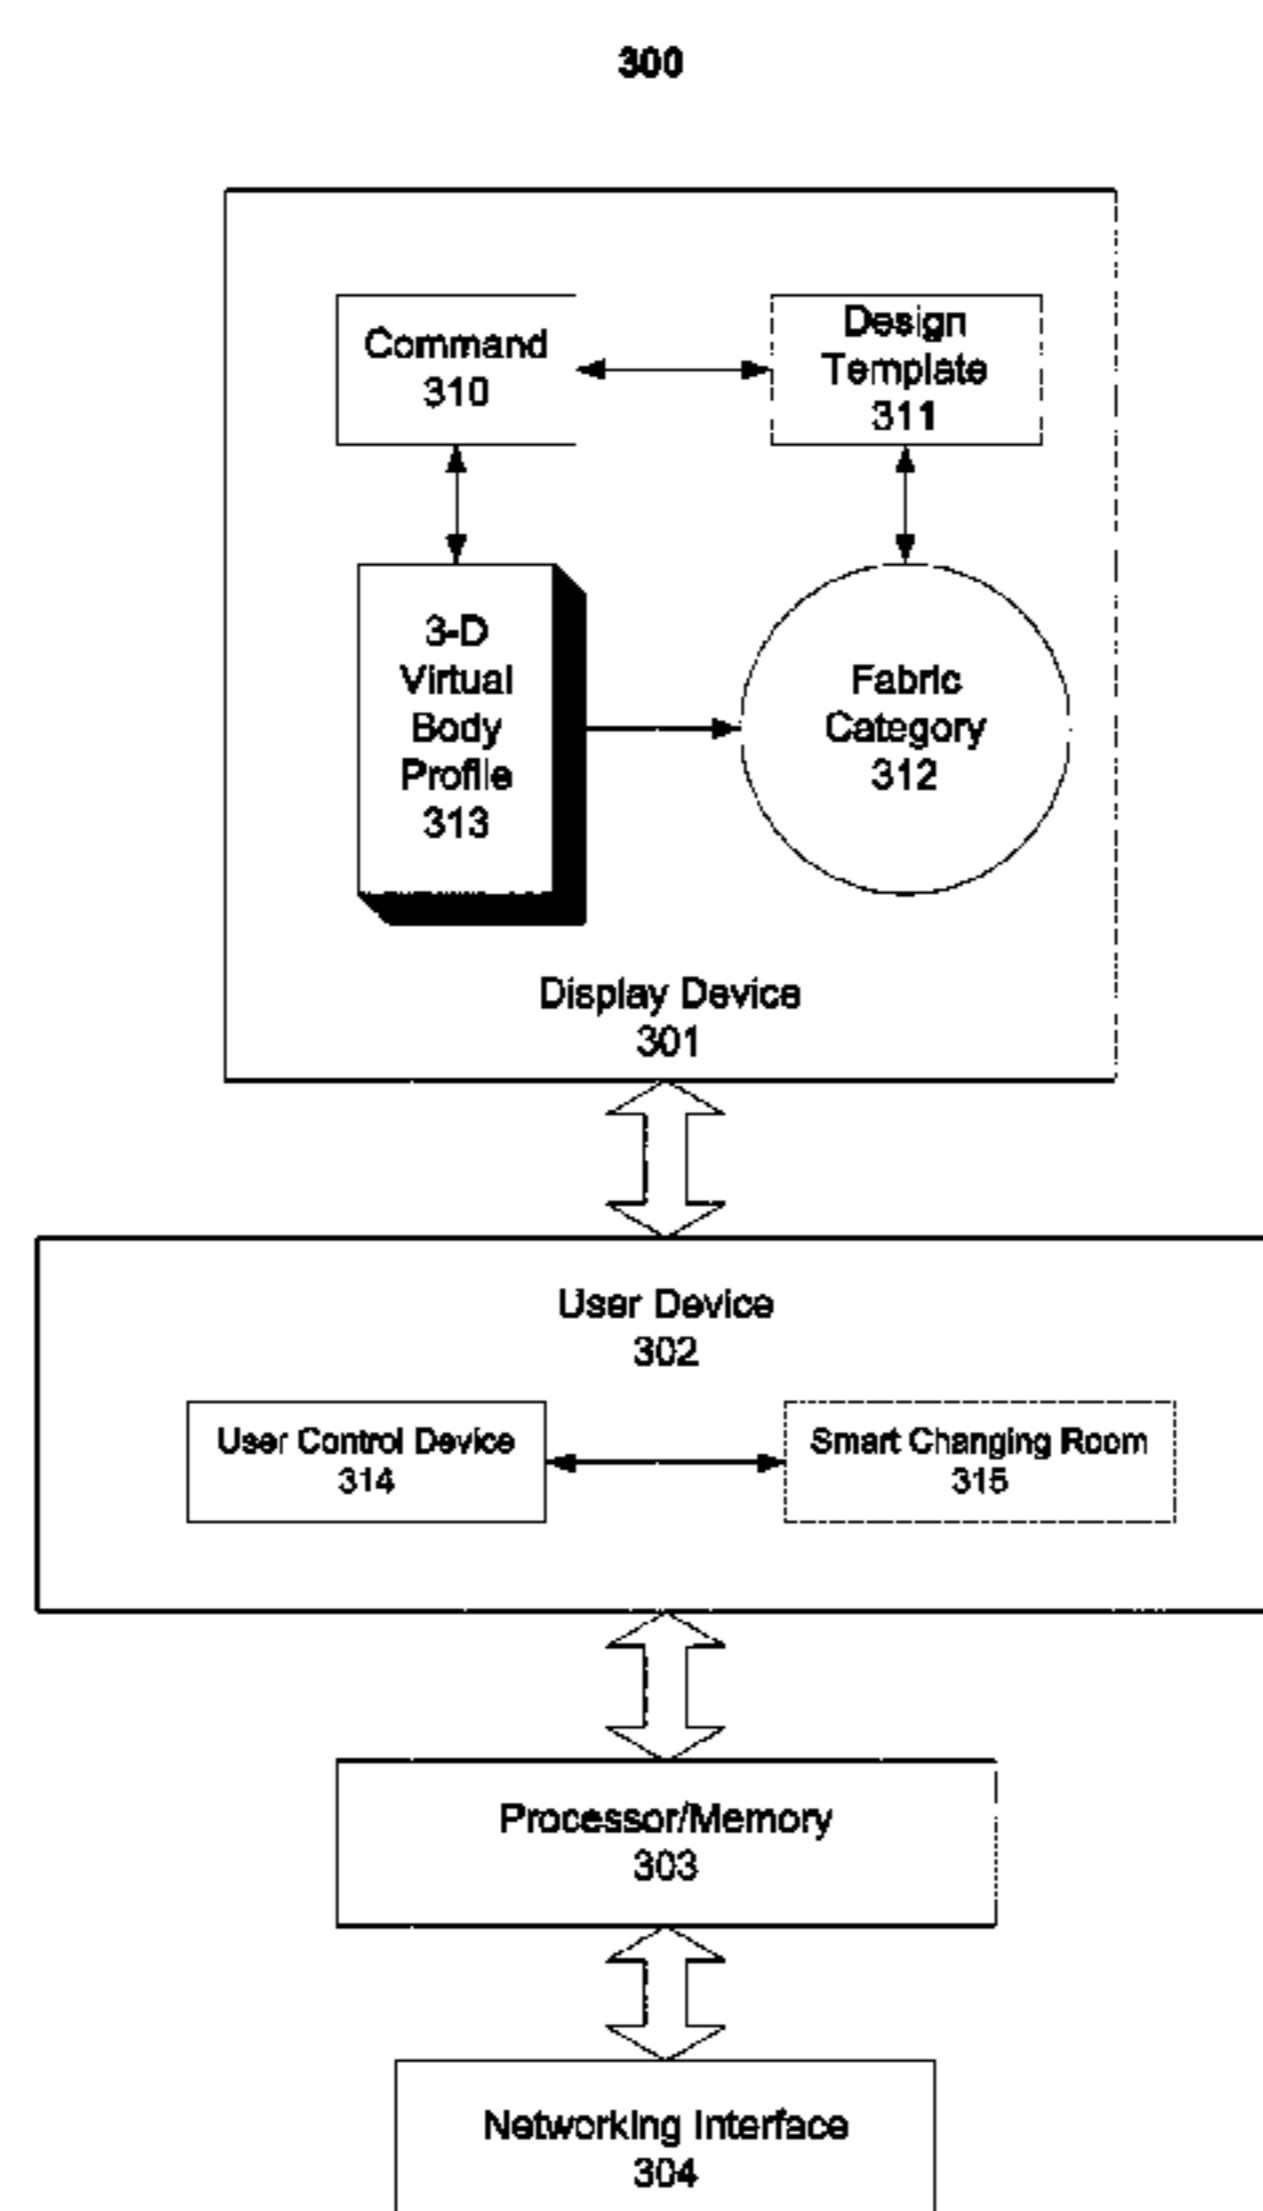 300
Command
310
Design
Template
311
3-D
Virtual
Body
Profile
313
Fabric
Category
312
Display Device
301
User Device
302
User Control Device
314
Smart Changing Room
315
Processor/Memory
303
Networking Interface
304